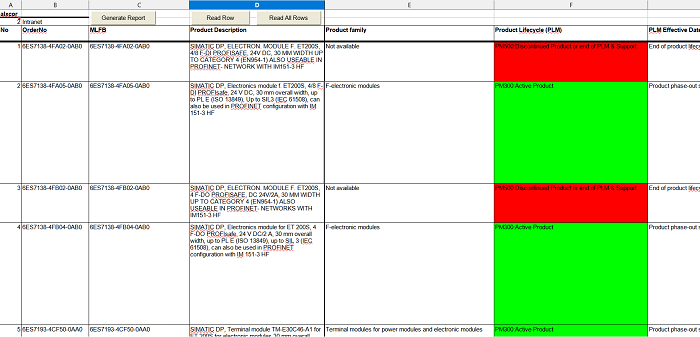 A B C D E F
alscor Generate Report Read Row Read All Rows
2 Intranet
No OrderNo MLFB Product Description Product family Product Lifecycle (PLM) PLM Effective Date
1 6ES7138-4FA02-0AB0 6ES7138-4FA02-0AB0 SIMATIC DP, ELECTRON. MODULE F. ET200S, Not available PM500:Discontinued Product or end of PLM & Support End of product lifecy
4/8 F-DI PROFISAFE, 24V DC, 30 MM WIDTH UP
TO CATEGORY 4 (EN954-1) ALSO USEABLE IN
PROFINET- NETWORK WITH IM151-3 HF
2 6ES7138-4FA05-0AB0 6ES7138-4FA05-0AB0 SIMATIC DP, Electronics module f. ET200S, 4/8 F- F-electronic modules PM300:Active Product Product phase-out s
DI PROFIsafe, 24 V DC, 30 mm overall width, up
to PL E (ISO 13849), Up to SIL3 (IEC 61508), can
also be used in PROFINET configuration with IM
151-3 HF
3 6ES7138-4FB02-0AB0 6ES7138-4FB02-0AB0 SIMATIC DP, ELECTRON. MODULE F. ET200S, Not available PM500:Discontinued Product or end of PLM & Support End of product lifecy
4 F-DO PROFISAFE, DC 24V/2A, 30 MM WIDTH
UP TO CATEGORY 4 (EN954-1) ALSO
USEABLE IN PROFINET- NETWORKS WITH
IM151-3 HF
4 6ES7138-4FB04-0AB0 6ES7138-4FB04-0AB0 SIMATIC DP, Electronics module for ET 200S, 4 F-electronic modules PM300:Active Product Product phase-out s
F-DO PROFIsafe, 24 V DC/2 A, 30 mm overall
width, up to PL E (ISO 13849), up to SIL 3 (IEC
61508), can also be used in PROFINET
configuration with IM 151-3 HF
5 6ES7193-4CF50-0AA0 6ES7193-4CF50-0AA0 SIMATIC DP, Terminal module TM-E30C46-A1 for Terminal modules for power modules and electronic modules PM300:Active Product Product phase-out s
ET 200S for electronic modules 30 mm overall